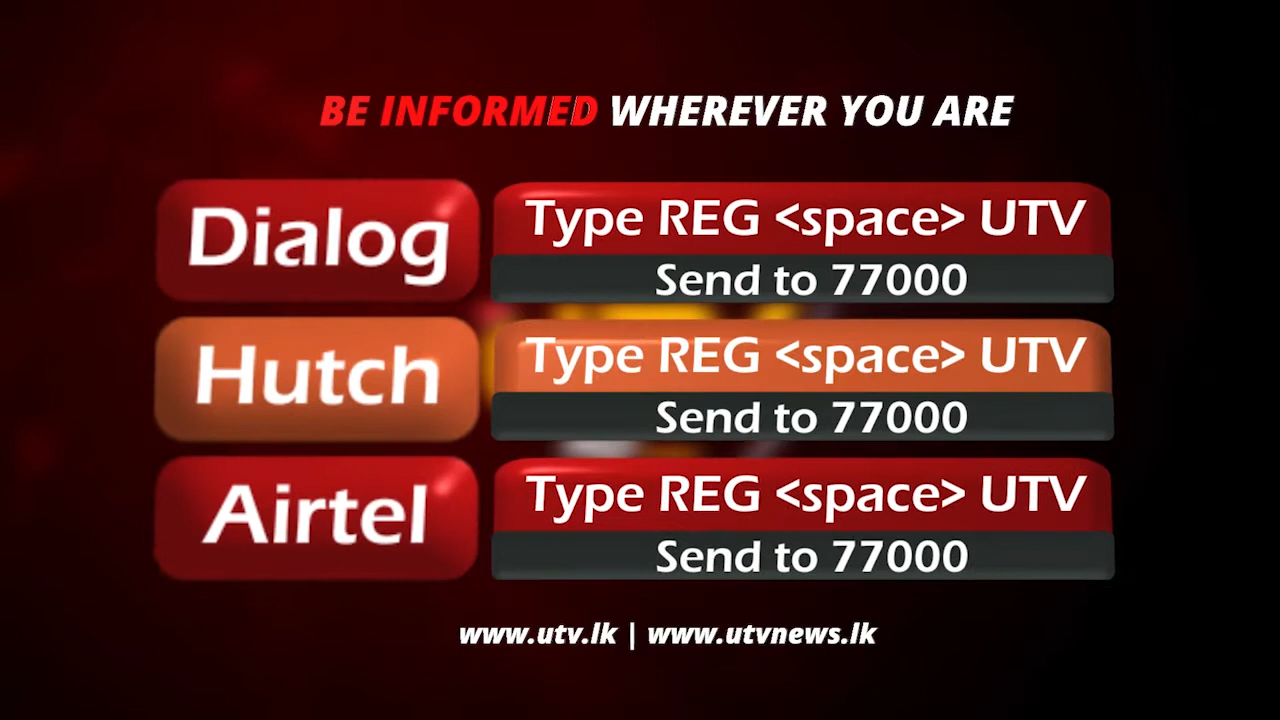 BE INFORMED WHEREVER YOU ARE
Dialog
Type REG <space> UTV
Send to 77000
Hutch
Type REG <space> UTV
Send to 77000
Airtel
Type REG <space> UTV
Send to 77000
www.utv.lk | www.utvnews.lk